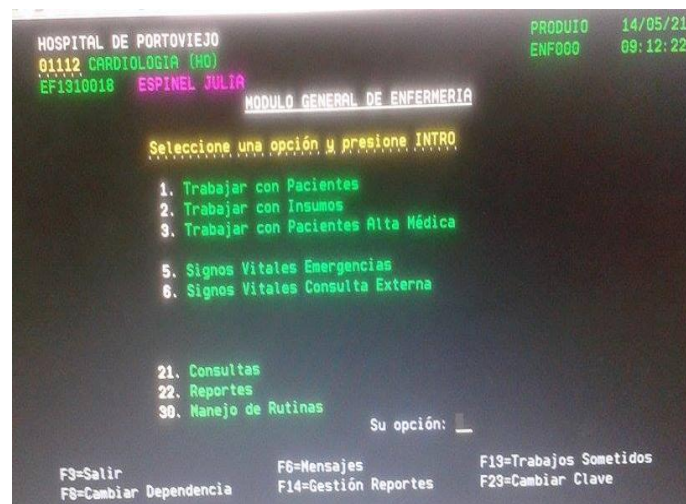 HOSPITAL DE PORTOVIEJO PRODUIO 14/05/21
01112 CARDIOLOGIA (HO) ENF000 09:12:22
EF1310018 ESPINEL JULIA
MODULO GENERAL DE ENFERMERIA
Seleccione una opción y presione INTRO
1. Trabajar con Pacientes
2. Trabajar con Insumos
3. Trabajar con Pacientes Alta Médica
5. Signos Vitales Emergencias
6. Signos Vitales Consulta Externa
21. Consultas
22. Reportes
30. Manejo de Rutinas
Su opción: _
F3=Salir F6=Mensajes F13=Trabajos Sometidos
F8=Cambiar Dependencia F14=Gestión Reportes F23=Cambiar Clave